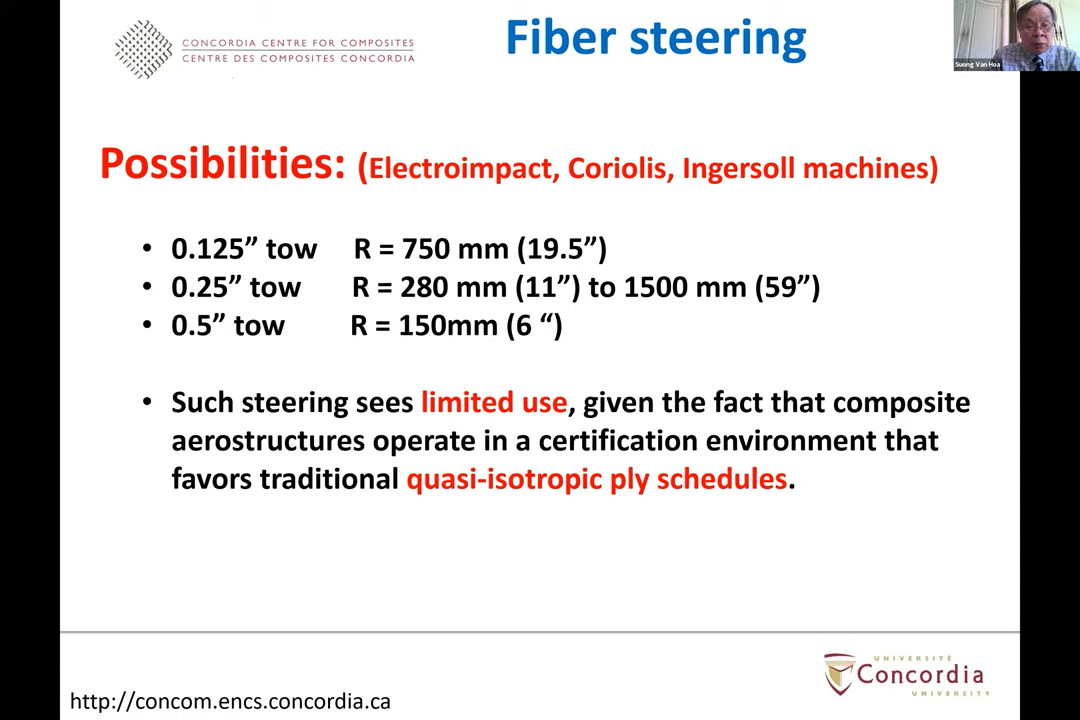 CONCORDIA CENTRE FOR COMPOSITES
CENTRE DES COMPOSITES CONCORDIA
Fiber steering
Suong Van Hoa
Possibilities: (Electroimpact, Coriolis, Ingersoll machines)
• 0.125” tow R = 750 mm (19.5”)
• 0.25” tow R = 280 mm (11”) to 1500 mm (59”)
• 0.5” tow R = 150mm (6 “)
• Such steering sees limited use, given the fact that composite
aerostructures operate in a certification environment that
favors traditional quasi-isotropic ply schedules.
UNIVERSITÉ
Concordia
UNIVERSITY
http://concom.encs.concordia.ca